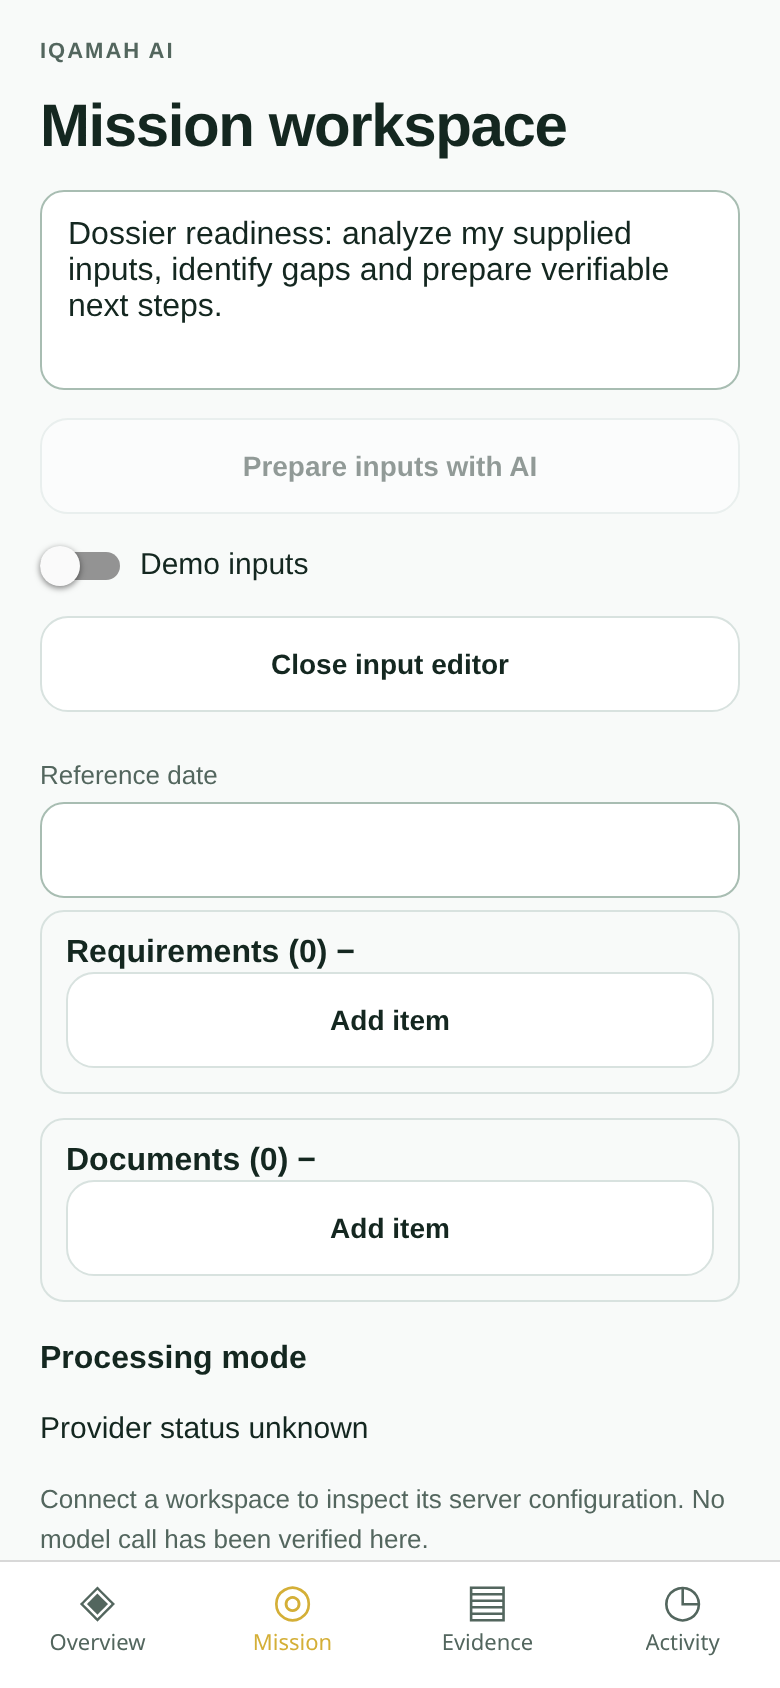 IQAMAH AI
Mission workspace
Dossier readiness: analyze my supplied
inputs, identify gaps and prepare verifiable
next steps.
Prepare inputs with AI
Demo inputs
Close input editor
Reference date
Requirements (0) −
Add item
Documents (0) −
Add item
Processing mode
Provider status unknown
Connect a workspace to inspect its server configuration. No
model call has been verified here.
Overview Mission Evidence Activity